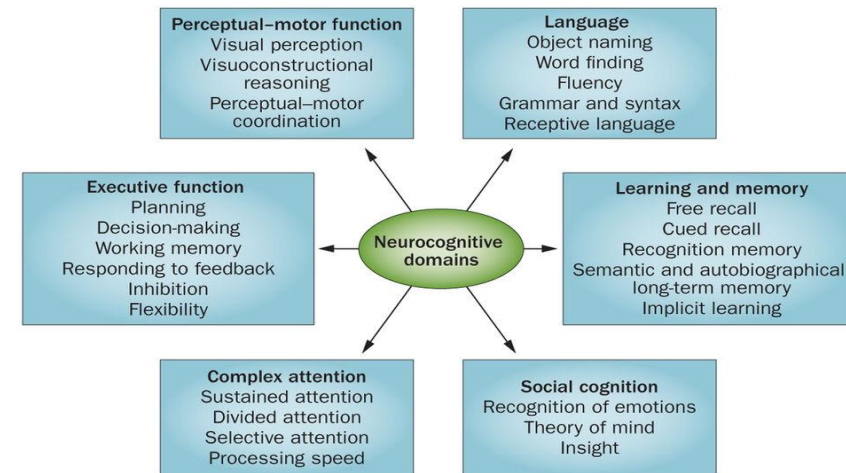 Perceptual–motor function
Visual perception
Visuoconstructional
reasoning
Perceptual–motor
coordination
Language
Object naming
Word finding
Fluency
Grammar and syntax
Receptive language
Executive function
Planning
Decision-making
Working memory
Responding to feedback
Inhibition
Flexibility
Neurocognitive
domains
Learning and memory
Free recall
Cued recall
Recognition memory
Semantic and autobiographical
long-term memory
Implicit learning
Complex attention
Sustained attention
Divided attention
Selective attention
Processing speed
Social cognition
Recognition of emotions
Theory of mind
Insight